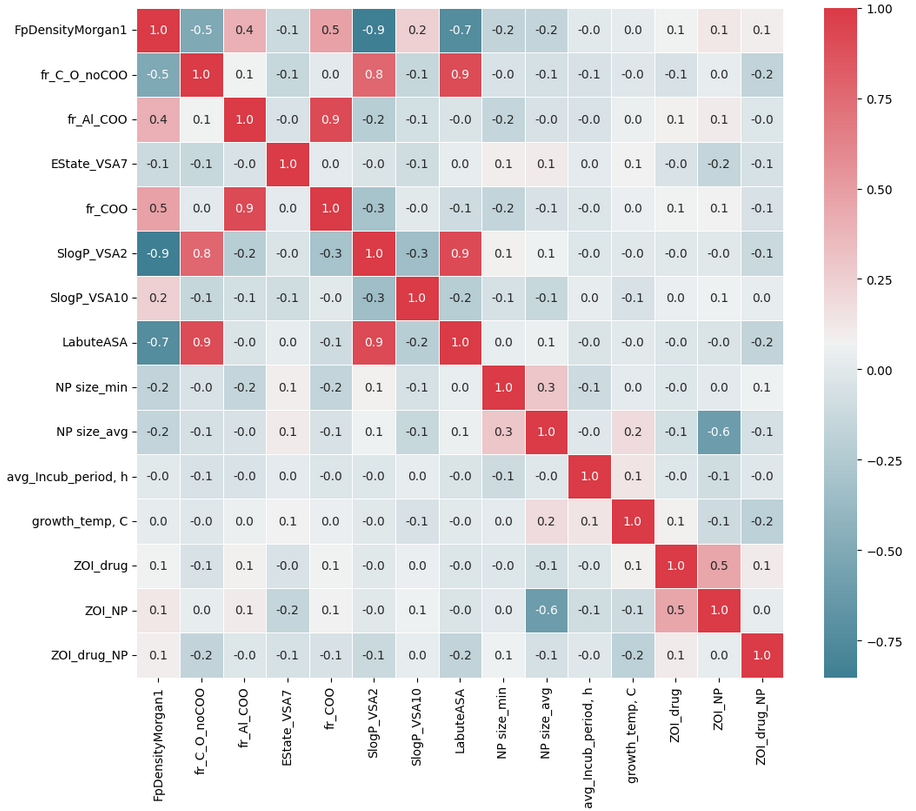 FpDensityMorgan1 1.0 -0.5 0.4 -0.1 0.5 -0.9 0.2 -0.7 -0.2 -0.2 -0.0 0.0 0.1 0.1 0.1
fr_C_O_noCOO -0.5 1.0 0.1 -0.1 0.0 0.8 -0.1 0.9 -0.0 -0.1 -0.1 -0.0 -0.1 0.0 -0.2
fr_Al_COO 0.4 0.1 1.0 -0.0 0.9 -0.2 -0.1 -0.0 -0.2 -0.0 -0.0 0.0 0.1 0.1 -0.0
EState_VSA7 -0.1 -0.1 -0.0 1.0 0.0 -0.0 -0.1 0.0 0.1 0.1 0.0 0.1 -0.0 -0.2 -0.1
fr_COO 0.5 0.0 0.9 0.0 1.0 -0.3 -0.0 -0.1 -0.2 -0.1 -0.0 0.0 0.1 0.1 -0.1
SlogP_VSA2 -0.9 0.8 -0.2 -0.0 -0.3 1.0 -0.3 0.9 0.1 0.1 -0.0 -0.0 -0.0 -0.0 -0.1
SlogP_VSA10 0.2 -0.1 -0.1 -0.1 -0.0 -0.3 1.0 -0.2 -0.1 -0.1 0.0 -0.1 -0.0 0.1 0.0
LabuteASA -0.7 0.9 -0.0 0.0 -0.1 0.9 -0.2 1.0 0.0 0.1 -0.0 -0.0 -0.0 -0.0 -0.2
NP size_min -0.2 -0.0 -0.2 0.1 -0.2 0.1 -0.1 0.0 1.0 0.3 -0.1 0.0 -0.0 0.0 0.1
NP size_avg -0.2 -0.1 -0.0 0.1 -0.1 0.1 -0.1 0.1 0.3 1.0 -0.0 0.2 -0.1 -0.6 -0.1
avg_Incub_period, h -0.0 -0.1 -0.0 0.0 -0.0 -0.0 0.0 -0.0 -0.1 -0.0 1.0 0.1 -0.0 -0.1 -0.0
growth_temp, C 0.0 -0.0 0.0 0.1 0.0 -0.0 -0.1 -0.0 0.0 0.2 0.1 1.0 0.1 -0.1 -0.2
ZOI_drug 0.1 -0.1 0.1 -0.0 0.1 -0.0 -0.0 -0.0 -0.0 -0.1 -0.0 0.1 1.0 0.5 0.1
ZOI_NP 0.1 0.0 0.1 -0.2 0.1 -0.0 0.1 -0.0 0.0 -0.6 -0.1 -0.1 0.5 1.0 0.0
ZOI_drug_NP 0.1 -0.2 -0.0 -0.1 -0.1 -0.1 0.0 -0.2 0.1 -0.1 -0.0 -0.2 0.1 0.0 1.0
FpDensityMorgan1
fr_C_O_noCOO
fr_Al_COO
EState_VSA7
fr_COO
SlogP_VSA2
SlogP_VSA10
LabuteASA
NP size_min
NP size_avg
avg_Incub_period, h
growth_temp, C
ZOI_drug
ZOI_NP
ZOI_drug_NP
1.00
0.75
0.50
0.25
0.00
−0.25
−0.50
−0.75